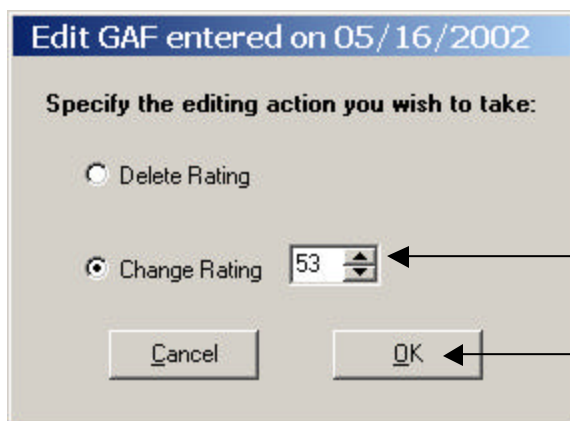 Edit GAF entered on 05/16/2002
Specify the editing action you wish to take:
Delete Rating
Change Rating 53
Cancel OK